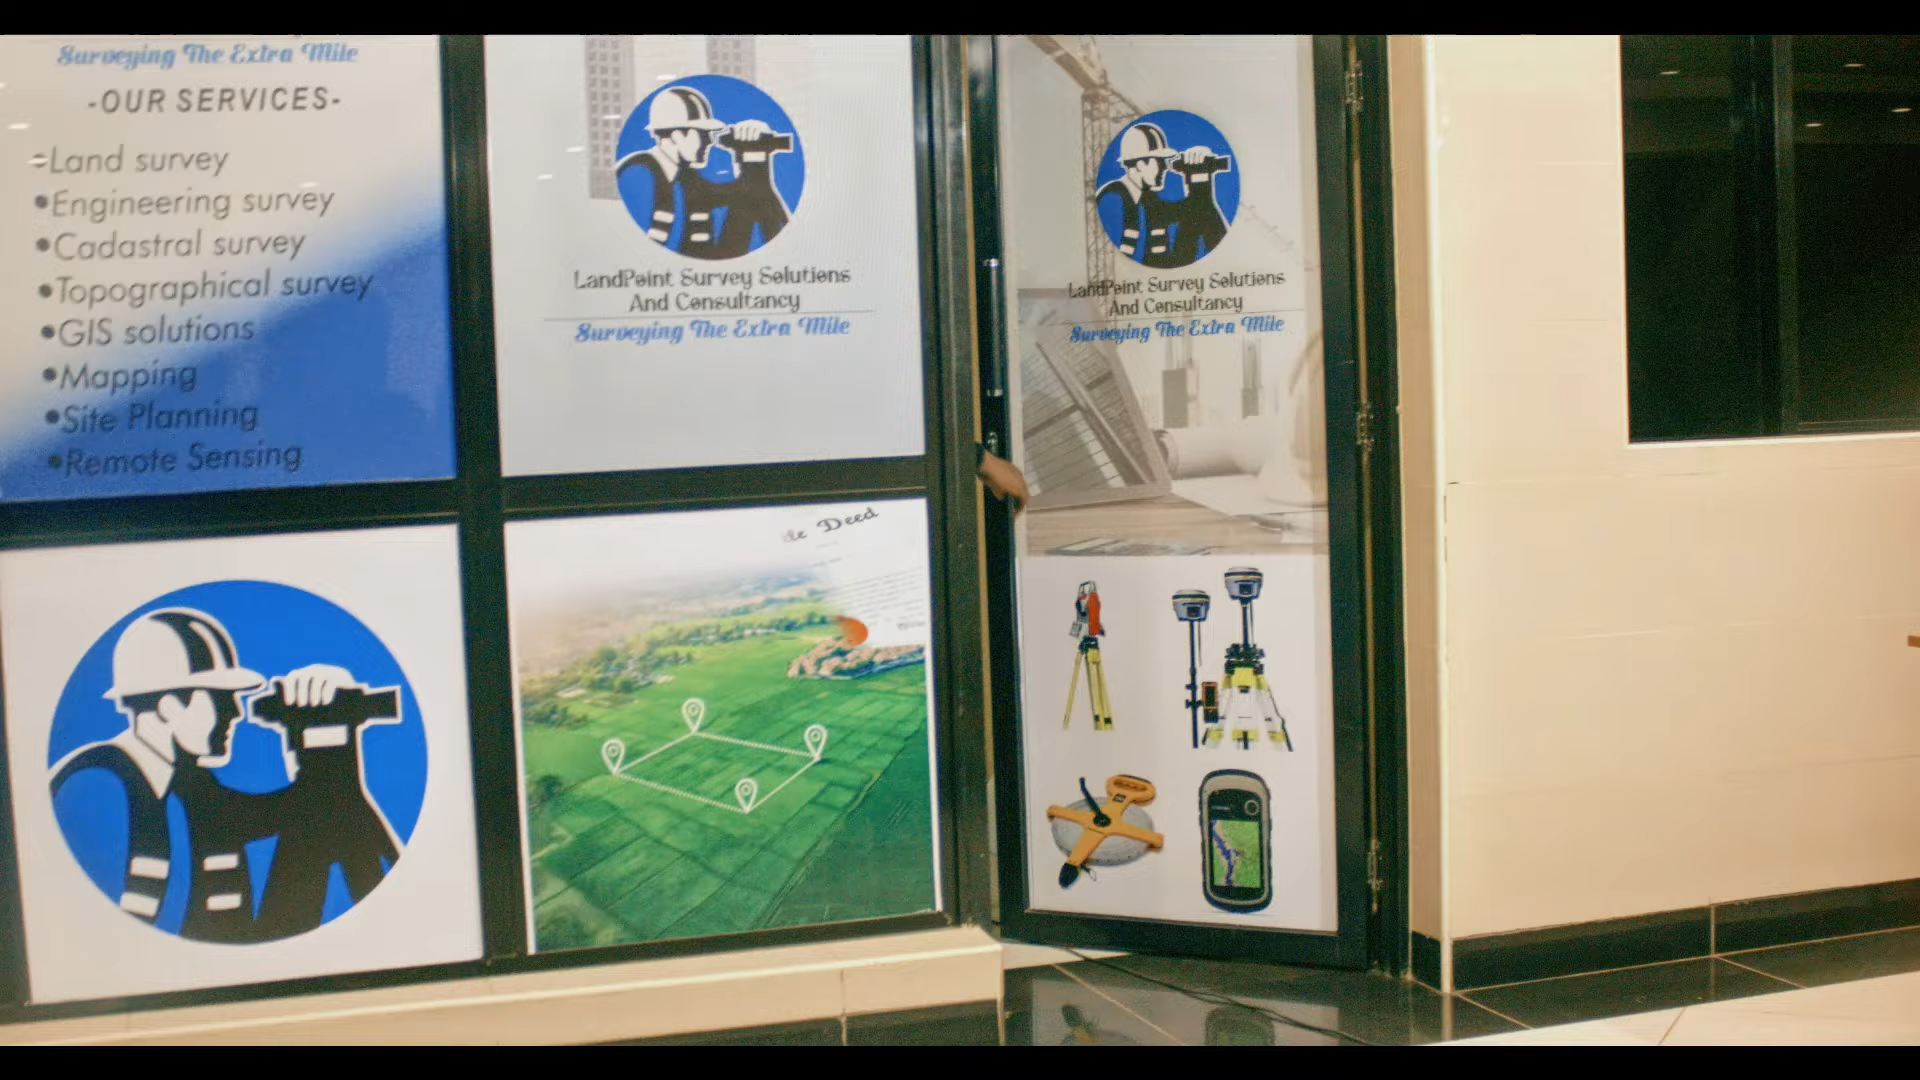 Surveying The Extra Mile
-OUR SERVICES-
•Land survey
•Engineering survey
•Cadastral survey
•Topographical survey
•GIS solutions
•Mapping
•Site Planning
•Remote Sensing
LandPoint Survey Solutions
And Consultancy
Surveying The Extra Mile
Deed
LandPoint Survey Solutions
And Consultancy
Surveying The Extra Mile